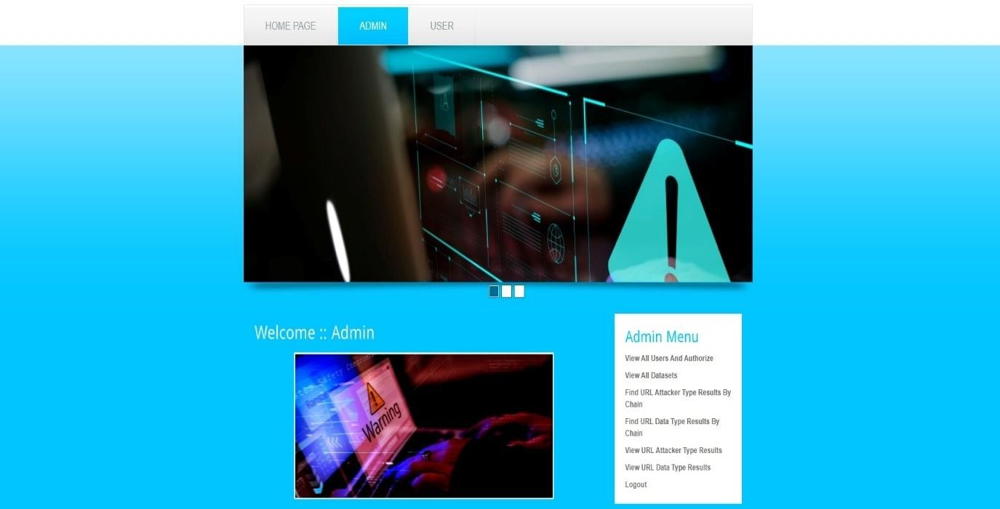 HOME PAGE
ADMIN
USER
Welcome :: Admin
Warning
Admin Menu
View All Users And Authorize
View All Datasets
Find URL Attacker Type Results By
Chain
Find URL Data Type Results By
Chain
View URL Attacker Type Results
View URL Data Type Results
Logout